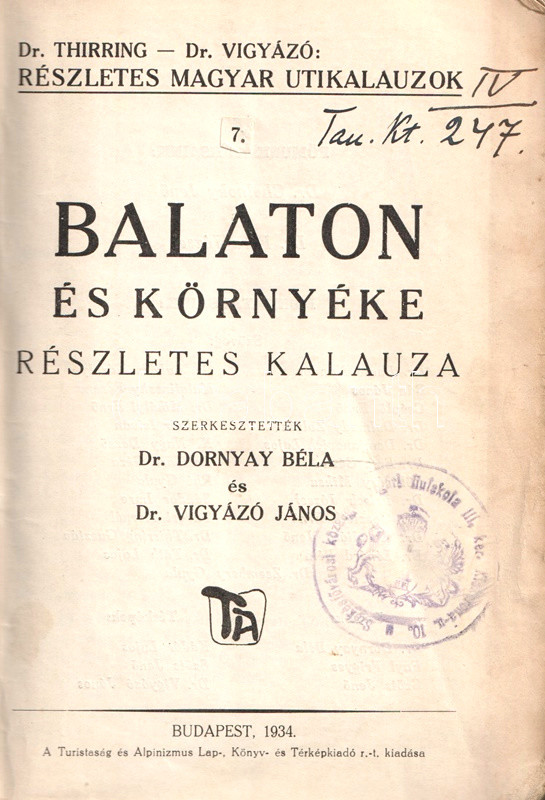 Dr. THIRRING — Dr. VIGYÁZÓ:
RÉSZLETES MAGYAR UTIKALAUZOK
IV
Tan. Kt. 247.
7.
BALATON
ÉS KÖRNYÉKE
RÉSZLETES KALAUZA
SZERKESZTETTÉK
Dr. DORNYAY BÉLA
és
Dr. VIGYÁZÓ JÁNOS
TA
BUDAPEST, 1934.
A Turistaság és Alpinizmus Lap-, Könyv- és Térképkiadó r.-t. kiadása